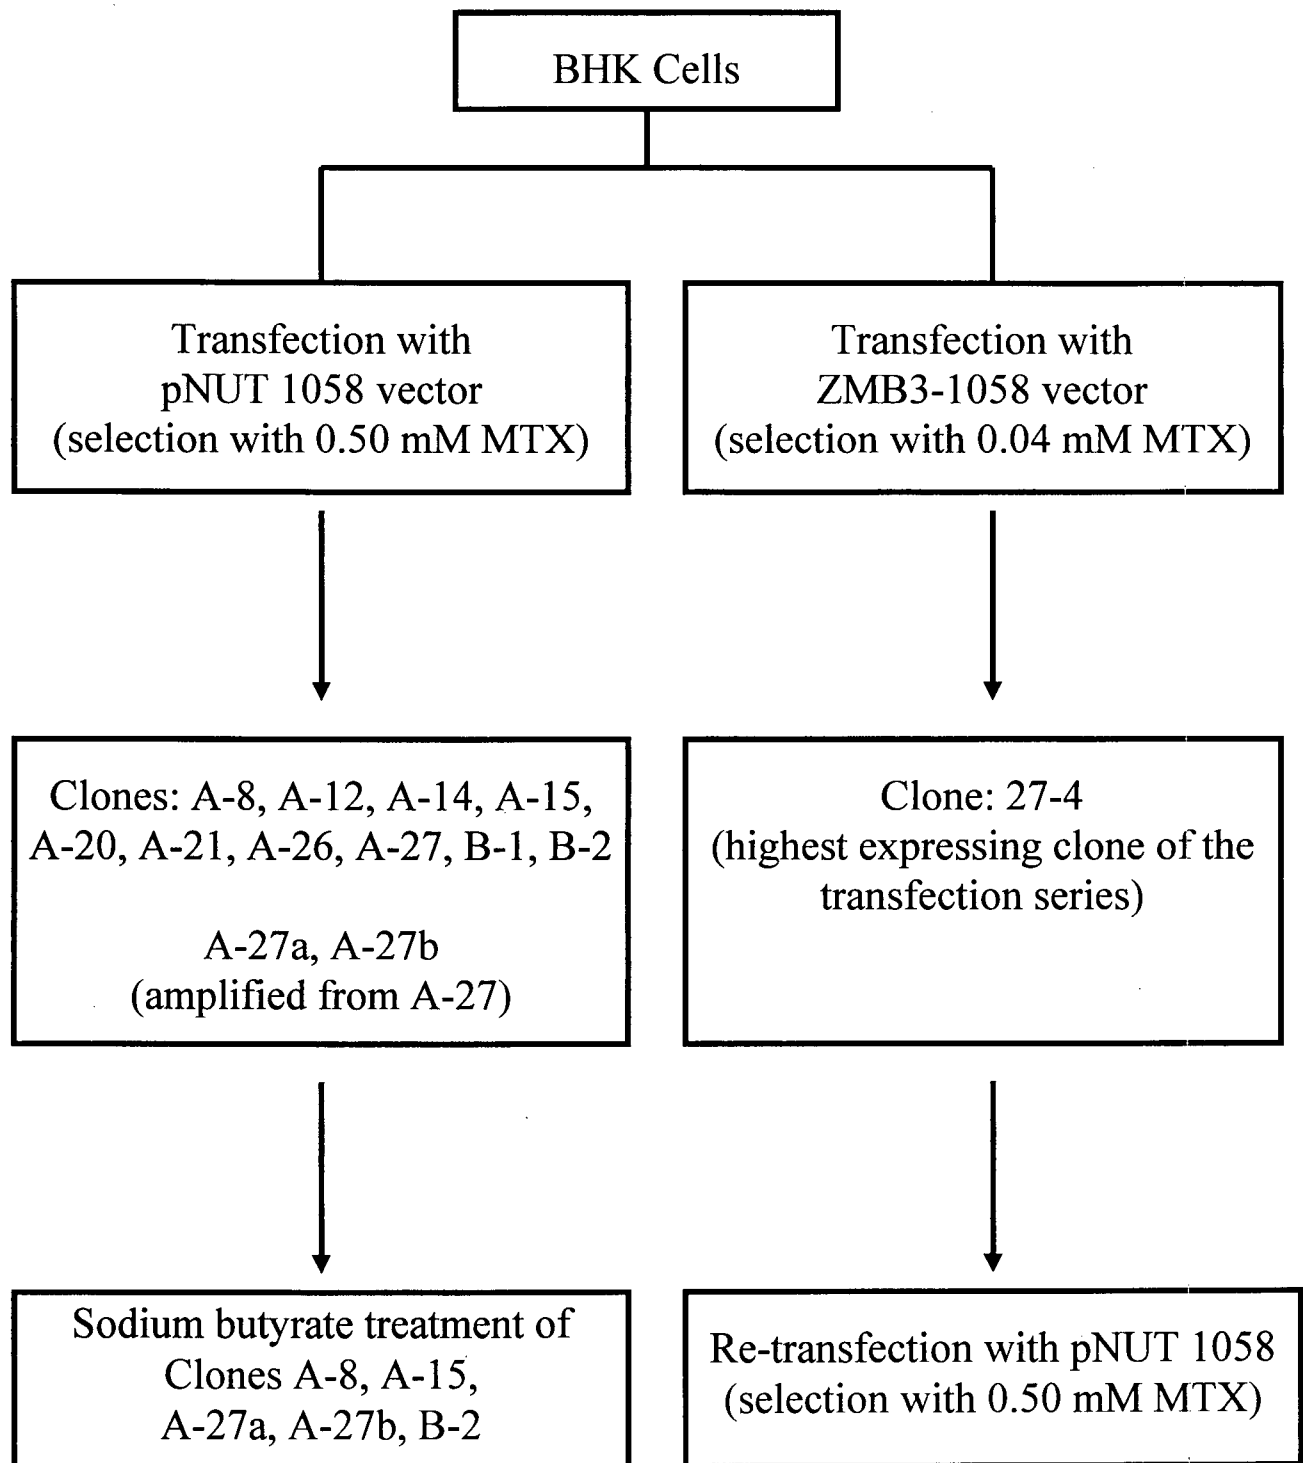 BHK Cells
Transfection with
pNUT 1058 vector
(selection with 0.50 mM MTX)
Transfection with
ZMB3-1058 vector
(selection with 0.04 mM MTX)
Clones: A-8, A-12, A-14, A-15,
A-20, A-21, A-26, A-27, B-1, B-2
A-27a, A-27b
(amplified from A-27)
Clone: 27-4
(highest expressing clone of the
transfection series)
Sodium butyrate treatment of
Clones A-8, A-15,
A-27a, A-27b, B-2
Re-transfection with pNUT 1058
(selection with 0.50 mM MTX)